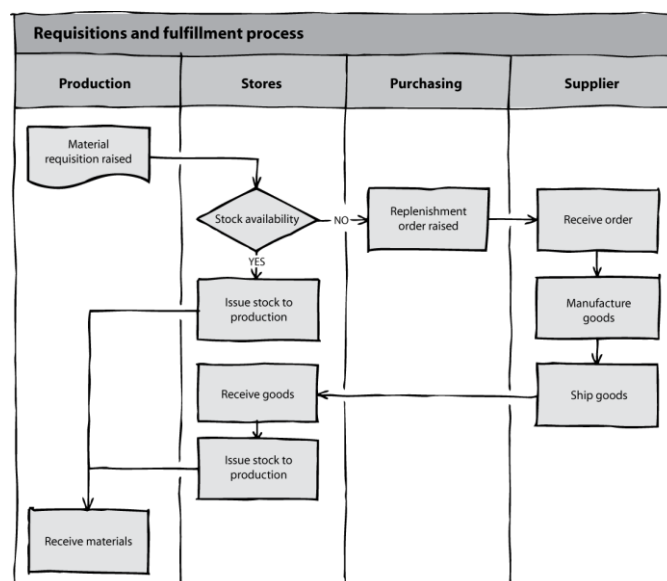 Requisitions and fulfillment process
Production
Stores
Purchasing
Supplier
Material
requisition raised
Stock availability
NO
Replenishment
order raised
Receive order
YES
Issue stock to
production
Manufacture
goods
Receive goods
Ship goods
Issue stock to
production
Receive materials